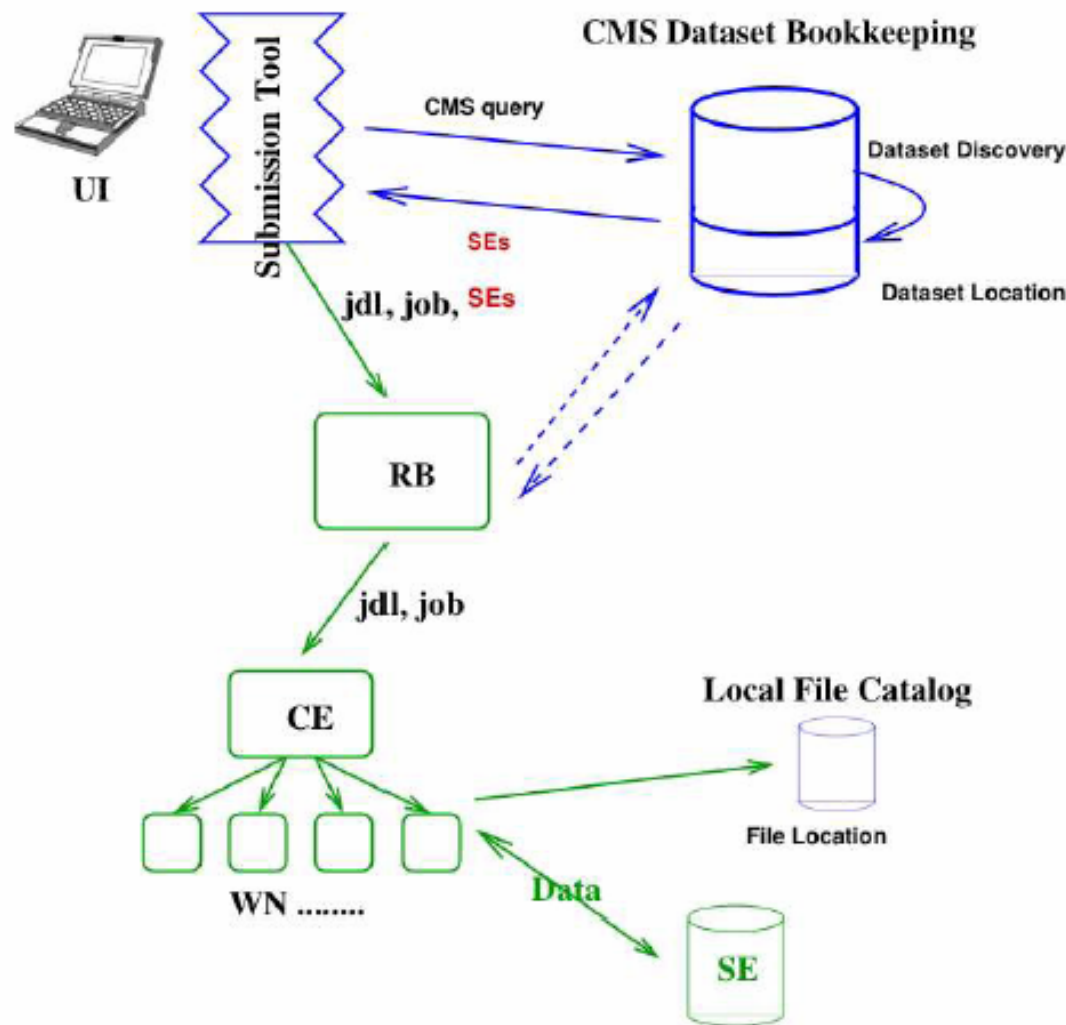 CMS Dataset Bookkeeping
Submission Tool
UI
CMS query
Dataset Discovery
SEs
Dataset Location
jdl, job, SEs
RB
jdl, job
CE
Local File Catalog
File Location
WN ........
Data
SE